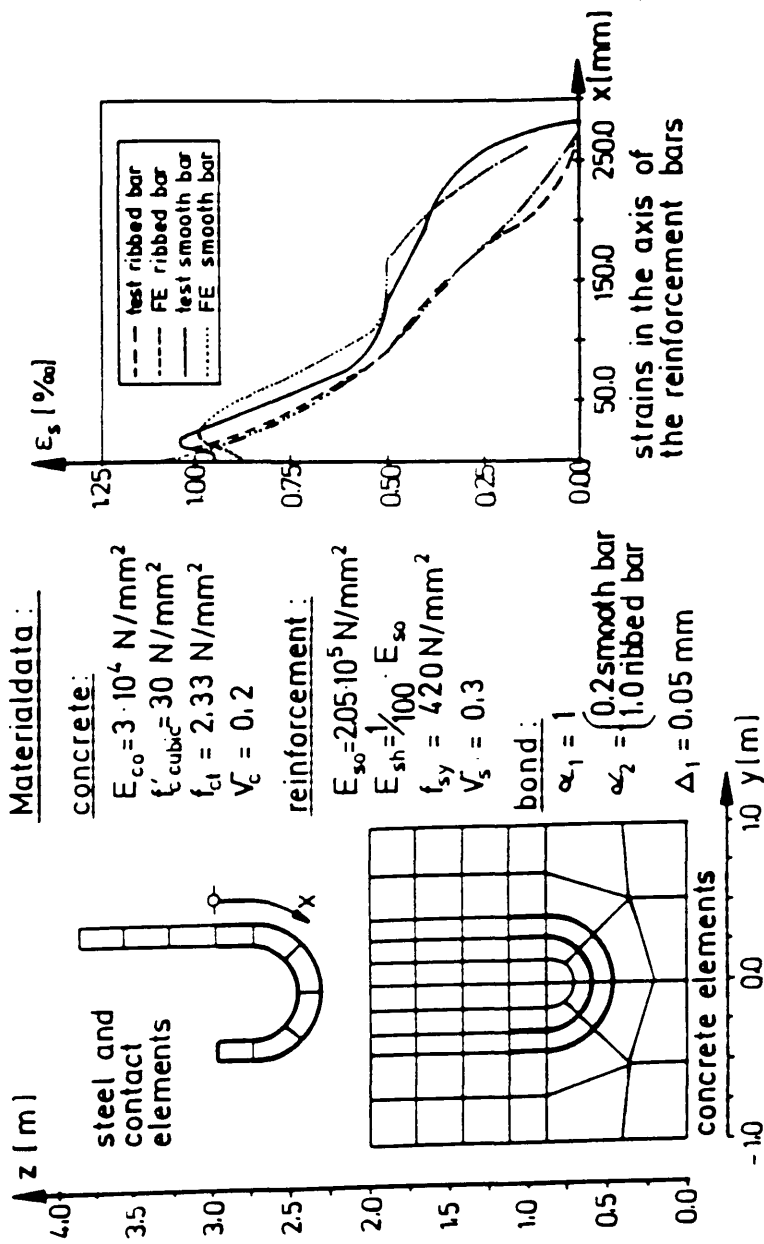 z [m]
4.0
3.0
2.5
2.0
1.5
1.0
0.5
0.0
steel and
contact
elements
x
concrete elements
-1.0
0.0
1.0
y [m]
Materialdata :
concrete:
E_co = 3 · 10⁴ N/mm²
f'_c cubic = 30 N/mm²
f_ct = 2.33 N/mm²
ν_c = 0.2
reinforcement :
E_so = 2.05·10⁵ N/mm²
E_sh = 1/100 · E_so
f_sy = 420 N/mm²
ν_s = 0.3
bond :
α₁ = 1
α₂ = { 0.2 smooth bar
1.0 ribbed bar
Δ₁ = 0.05 mm
ε_s [‰]
1.25
1.00
0.75
0.50
0.25
0.00
test ribbed bar
FE ribbed bar
test smooth bar
FE smooth bar
50.0
150.0
250.0
x [mm]
strains in the axis of
the reinforcement bars